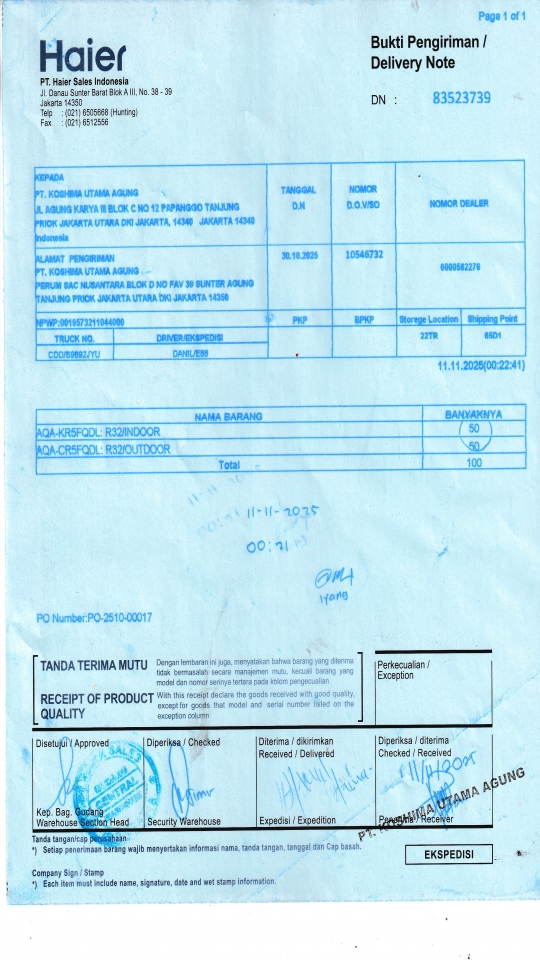 Page 1 of 1
Haier
Bukti Pengiriman /
Delivery Note
PT. Haier Sales Indonesia
Jl. Danau Sunter Barat Blok A III, No. 38 - 39
Jakarta 14350
Telp : (021) 6505668 (Hunting)
Fax : (021) 6512556
DN : 83523739
KEPADA
PT. KOSHIMA UTAMA AGUNG
JL AGUNG KARYA III BLOK C NO 12 PAPANGGO TANJUNG
PRIOK JAKARTA UTARA DKI JAKARTA, 14340 JAKARTA 14340
Indonesia
TANGGAL
D.N
NOMOR
D.O.V/SO
NOMOR DEALER
ALAMAT PENGIRIMAN
PT. KOSHIMA UTAMA AGUNG
PERUM SAC NUSANTARA BLOK D NO FAV 39 SUNTER AGUNG
TANJUNG PRIOK JAKARTA UTARA DKI JAKARTA 14350
30.10.2025
10546732
NPWP:0019573211044000
PKP
BPKP
Storege Location
Shipping Point
TRUCK NO.
DRIVER/EKSPEDISI
22TR
65D1
11.11.2025(00:22:41)
NAMA BARANG
BANYAKNYA
AQA-KR5FQDL: R32/INDOOR
50
AQA-CR5FQDL: R32/OUTDOOR
50
Total
100
11-11-2025
00:21
Iyang
PO Number:PO-2510-00017
TANDA TERIMA MUTU
Dengan lembaran ini juga, menyatakan bahwa barang yang diterima
tidak bermasalah secara manajemen mutu, kecuali barang yang
model dan nomor serinya tertera pada kolom pengecualian
RECEIPT OF PRODUCT
QUALITY
With this receipt declare the goods received with good quality,
except for goods that model and serial number listed on the
exception column
Perkecualian /
Exception
Disetujui / Approved
Diperiksa / Checked
Diterima / dikirimkan
Received / Delivered
Diperiksa / diterima
Checked / Received
11/11/2025
CENTRAL
Kep. Bag. Gudang
Warehouse Section Head
Security Warehouse
Expedisi / Expedition
Penerima / Receiver
PT. KOSHIMA UTAMA AGUNG
Tanda tangan/cap perusahaan
*) Setiap penerimaan barang wajib menyertakan informasi nama, tanda tangan, tanggal dan Cap basah.
EKSPEDISI
Company Sign / Stamp
*) Each item must include name, signature, date and wet stamp information.